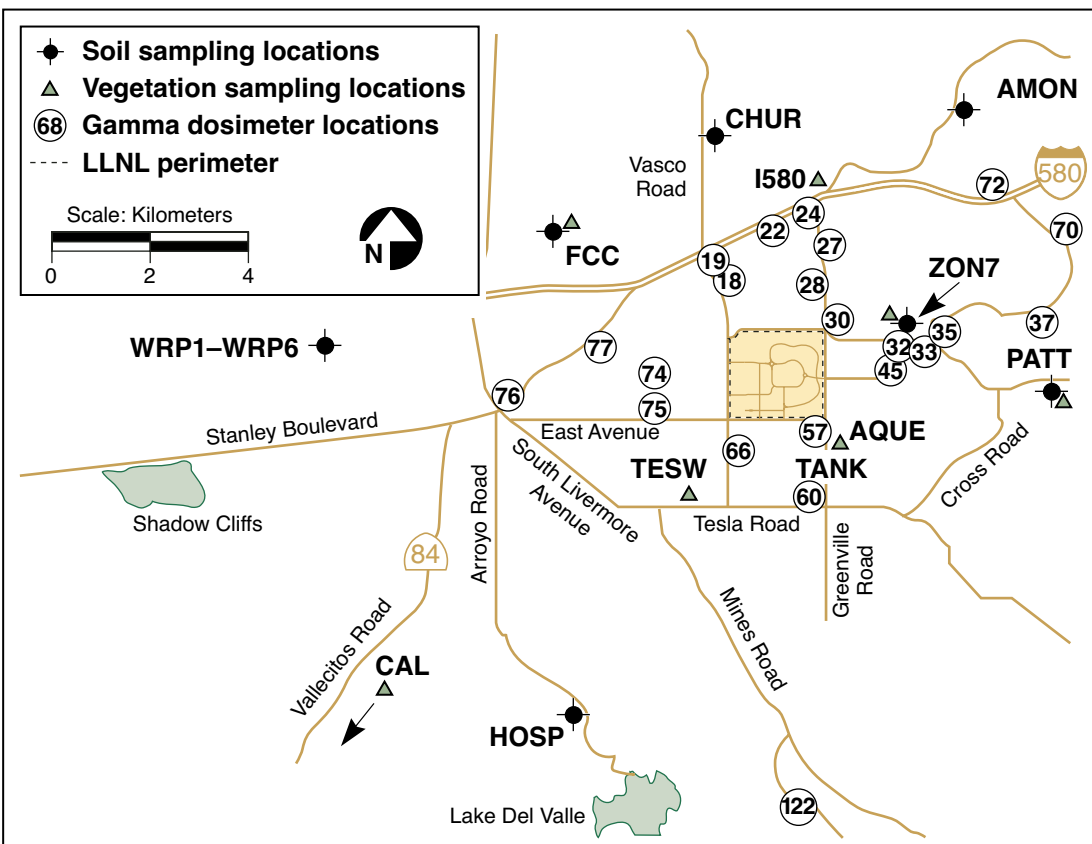 Soil sampling locations
Vegetation sampling locations
68 Gamma dosimeter locations
LLNL perimeter
Scale: Kilometers
0 2 4
N
AMON
CHUR
Vasco
Road
I580
580
72
24
22
70
27
FCC
19
18
28
ZON7
30
35
37
WRP1–WRP6
77
32
33
PATT
74
45
76
75
Stanley Boulevard
East Avenue
57
AQUE
66
South Livermore
Avenue
TESW
TANK
Cross Road
60
Shadow Cliffs
Tesla Road
Arroyo Road
84
Greenville
Road
Mines Road
Vallecitos Road
CAL
HOSP
Lake Del Valle
122